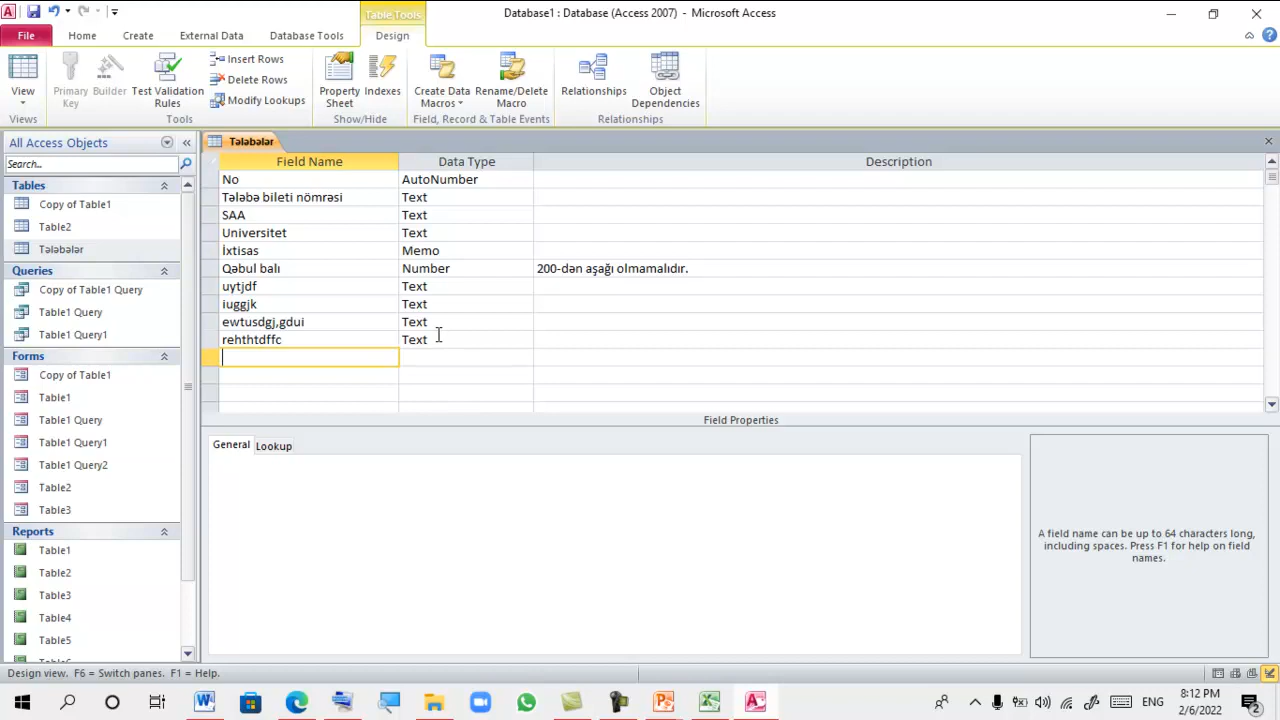 Table Tools
Database1 : Database (Access 2007) - Microsoft Access
File Home Create External Data Database Tools Design
View
Primary Key
Builder
Test Validation Rules
Insert Rows
Delete Rows
Modify Lookups
Property Sheet
Indexes
Create Data Macros
Rename/Delete Macro
Relationships
Object Dependencies
Views Tools Show/Hide Field, Record & Table Events Relationships
All Access Objects
Search...
Tables
Copy of Table1
Table2
Tələbələr
Queries
Copy of Table1 Query
Table1 Query
Table1 Query1
Forms
Copy of Table1
Table1
Table1 Query
Table1 Query1
Table1 Query2
Table2
Table3
Reports
Table1
Table2
Table3
Table4
Table5
Tələbələr
Field Name Data Type Description
No AutoNumber
Tələbə bileti nömrəsi Text
SAA Text
Universitet Text
İxtisas Memo
Qəbul balı Number 200-dən aşağı olmamalıdır.
uytjdf Text
iuggjk Text
ewtusdgj,gdui Text
rehthtdffc Text
Field Properties
General Lookup
A field name can be up to 64 characters long,
including spaces. Press F1 for help on field
names.
Design view. F6 = Switch panes. F1 = Help.
ENG
8:12 PM
2/6/2022
2